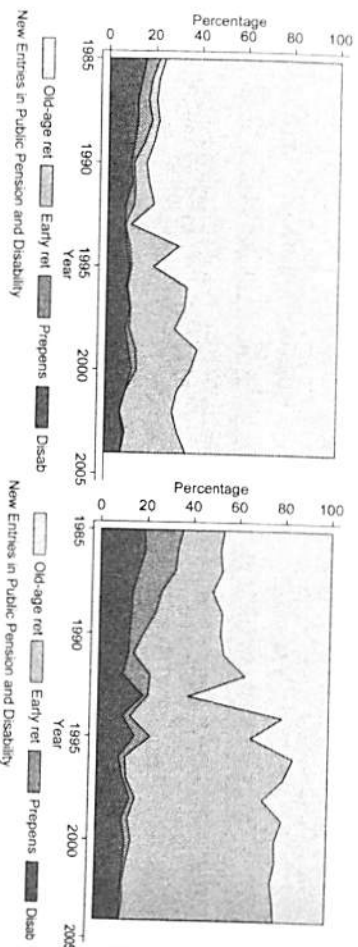 Percentage
100
80
60
40
20
0
1985
1990
1995
2000
2005
Year
Old-age ret
Early ret
Prepens
Disab
New Entries in Public Pension and Disability
Percentage
100
80
60
40
20
0
1985
1990
1995
2000
2005
Year
Old-age ret
Early ret
Prepens
Disab
New Entries in Public Pension and Disability